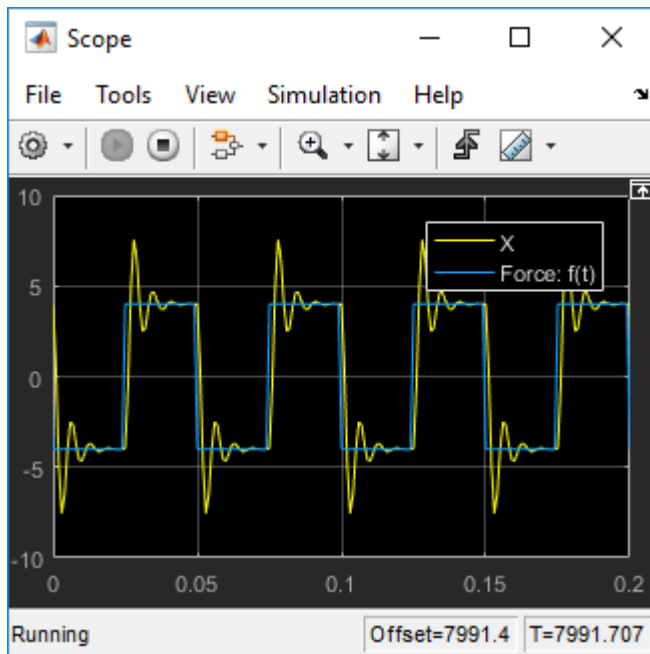 Scope
File Tools View Simulation Help
10
X
Force: f(t)
5
0
-5
-10
0 0.05 0.1 0.15 0.2
Running Offset=7991.4 T=7991.707